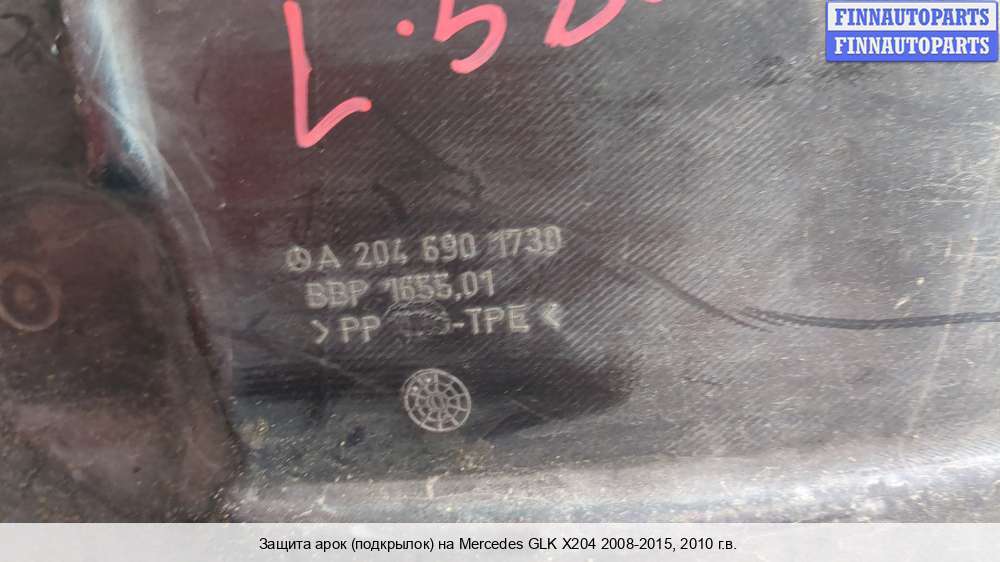 FINNAUTOPARTS
FINNAUTOPARTS
A 204 690 1730
BBP 1655.01
>PP -TPE<
Защита арок (подкрылок) на Mercedes GLK X204 2008-2015, 2010 г.в.